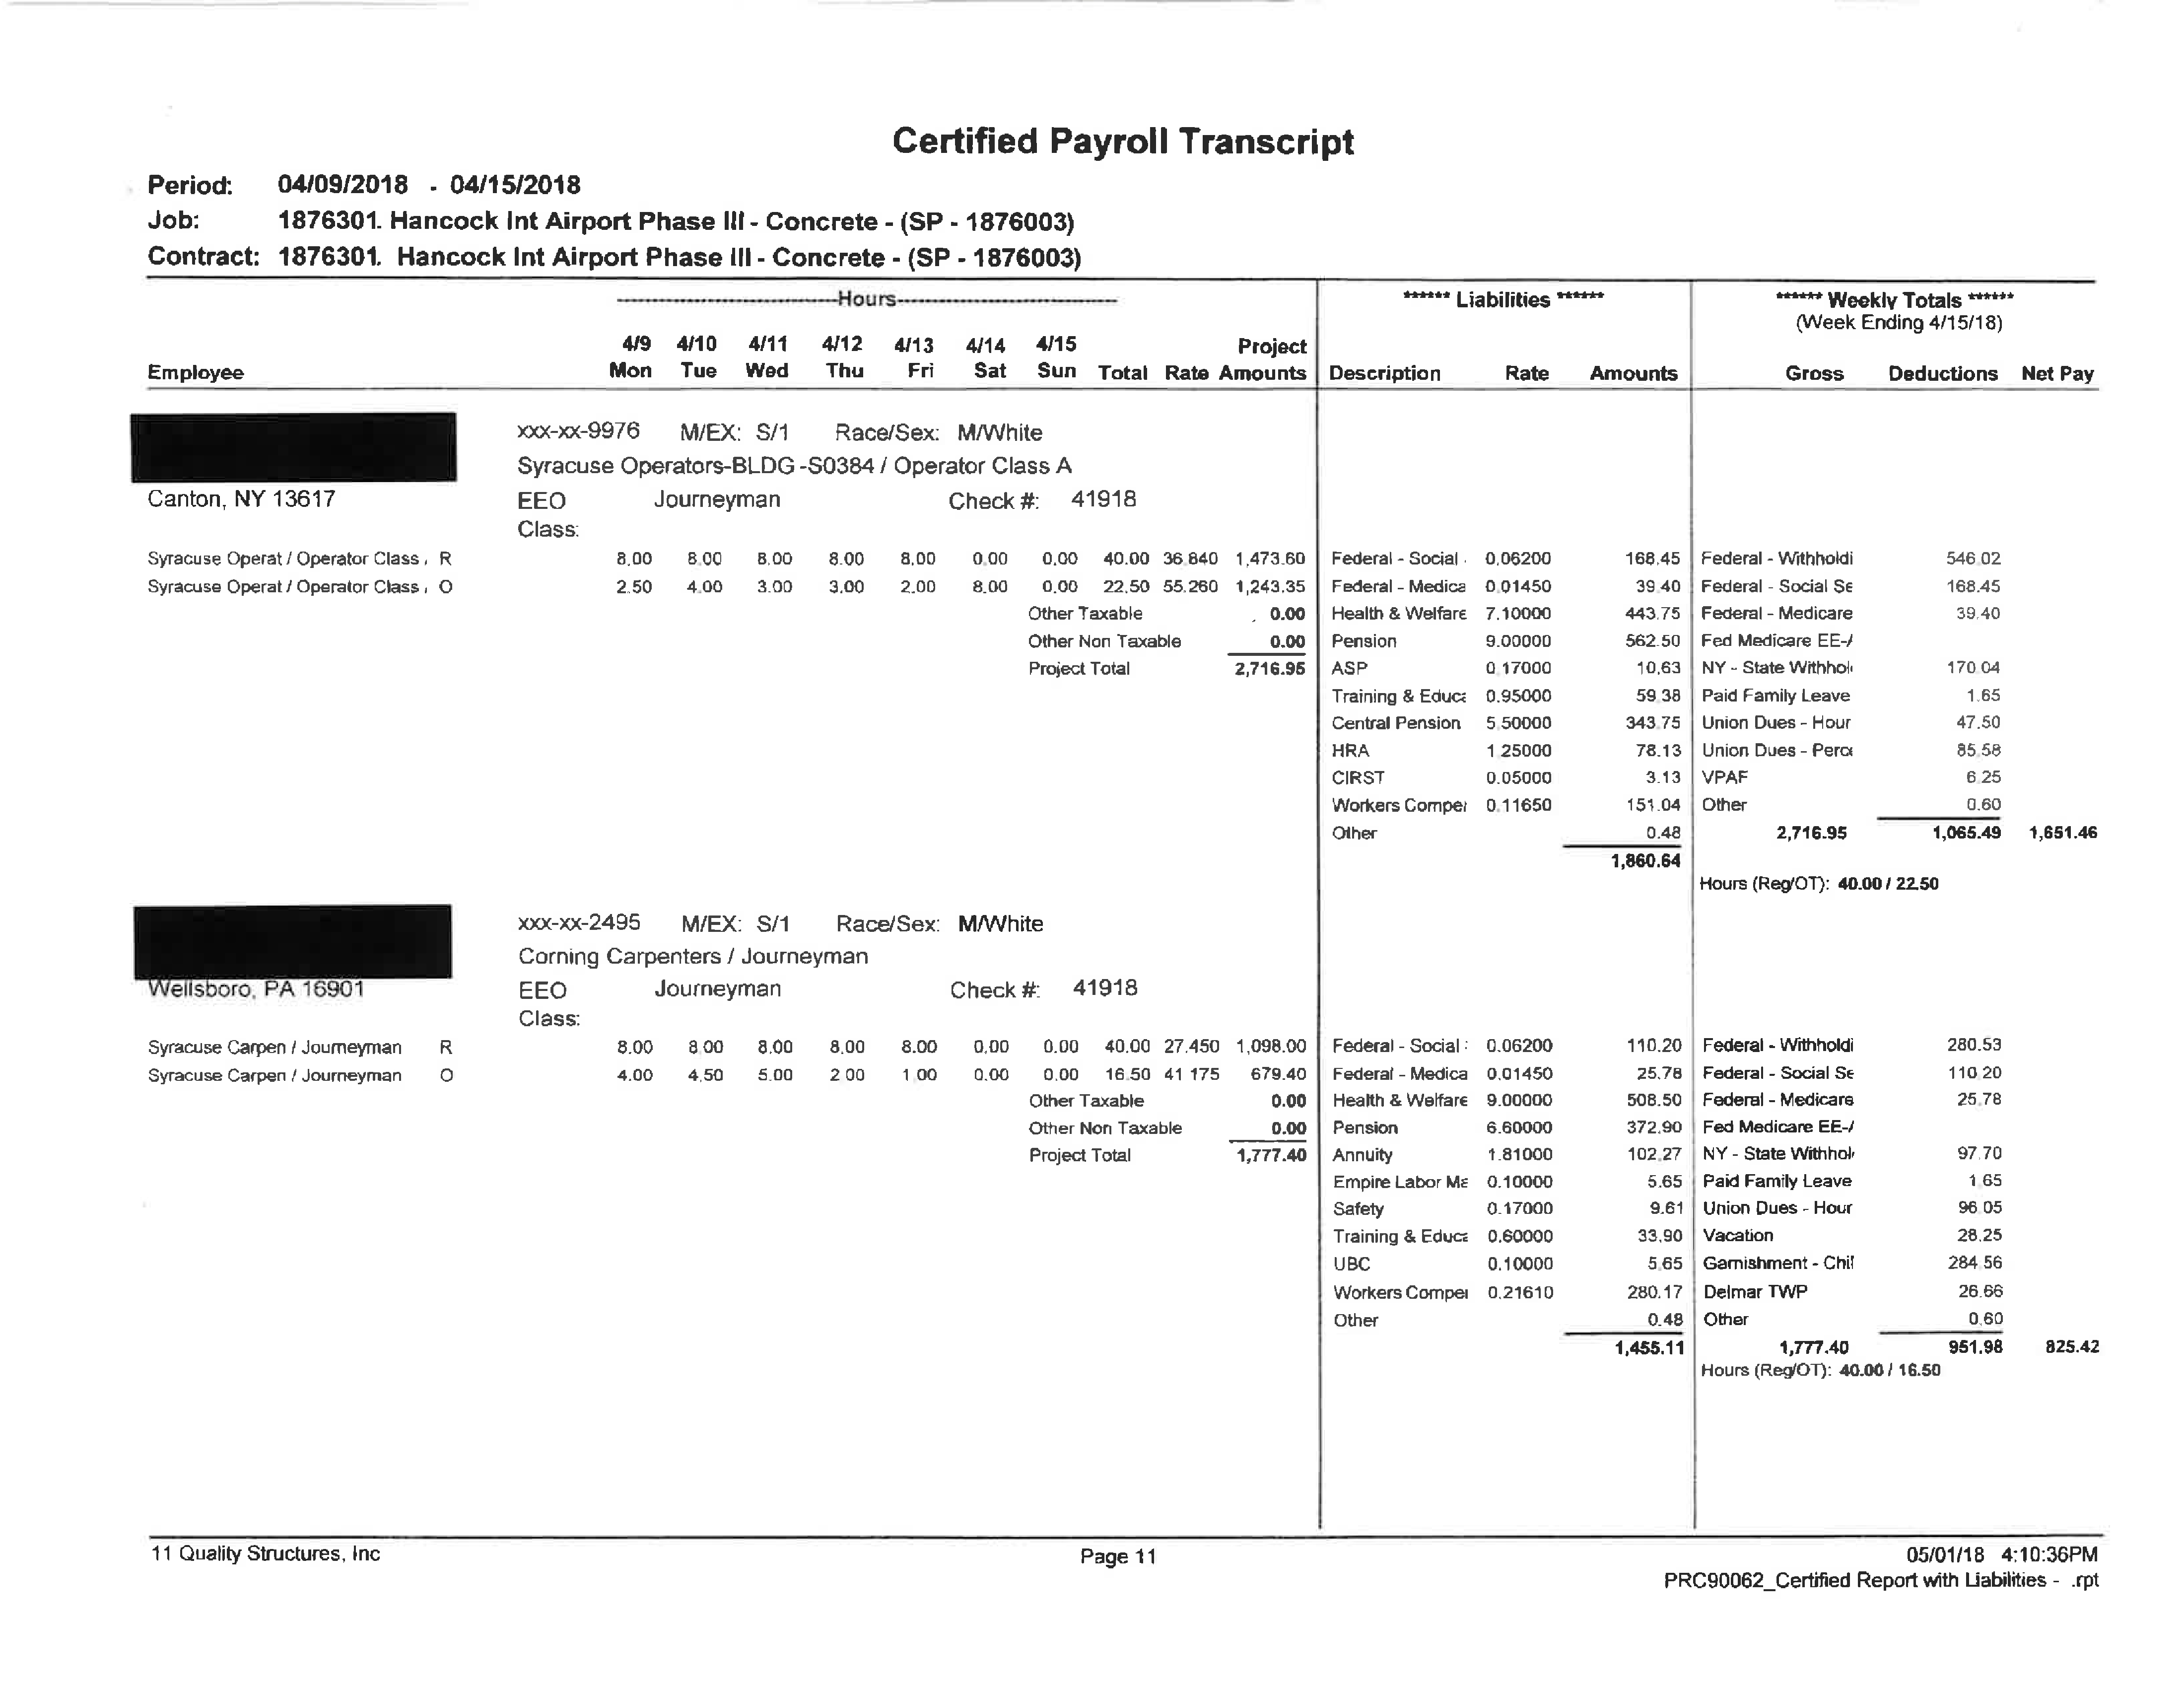 Certified Payroll Transcript
Period: 04/09/2018 - 04/15/2018
Job: 1876301. Hancock Int Airport Phase III - Concrete - (SP - 1876003)
Contract: 1876301. Hancock Int Airport Phase III - Concrete - (SP - 1876003)
------Hours------ ****** Liabilities ****** ****** Weekly Totals ******
(Week Ending 4/15/18)
4/9 4/10 4/11 4/12 4/13 4/14 4/15 Project
Employee Mon Tue Wed Thu Fri Sat Sun Total Rate Amounts Description Rate Amounts Gross Deductions Net Pay
xxx-xx-9976 M/EX: S/1 Race/Sex: M/White
Syracuse Operators-BLDG -S0384 / Operator Class A
Canton, NY 13617 EEO Journeyman Check #: 41918
Class:
Syracuse Operat / Operator Class , R 8.00 8.00 8.00 8.00 8.00 0.00 0.00 40.00 36.840 1,473.60 Federal - Social 0.06200 168.45 Federal - Withholdi 546.02
Syracuse Operat / Operator Class , O 2.50 4.00 3.00 3.00 2.00 8.00 0.00 22.50 55.260 1,243.35 Federal - Medica 0.01450 39.40 Federal - Social Se 168.45
Other Taxable 0.00 Health & Welfare 7.10000 443.75 Federal - Medicare 39.40
Other Non Taxable 0.00 Pension 9.00000 562.50 Fed Medicare EE-/
Project Total 2,716.95 ASP 0.17000 10.63 NY - State Withhol 170.04
Training & Educa 0.95000 59.38 Paid Family Leave 1.65
Central Pension 5.50000 343.75 Union Dues - Hour 47.50
HRA 1.25000 78.13 Union Dues - Perce 85.58
CIRST 0.05000 3.13 VPAF 6.25
Workers Compe 0.11650 151.04 Other 0.60
Other 0.48 2,716.95 1,065.49 1,651.46
1,860.64
Hours (Reg/OT): 40.00 / 22.50
xxx-xx-2495 M/EX: S/1 Race/Sex: M/White
Corning Carpenters / Journeyman
Wellsboro, PA 16901 EEO Journeyman Check #: 41918
Class:
Syracuse Carpen / Journeyman R 8.00 8.00 8.00 8.00 8.00 0.00 0.00 40.00 27.450 1,098.00 Federal - Social 0.06200 110.20 Federal - Withholdi 280.53
Syracuse Carpen / Journeyman O 4.00 4.50 5.00 2.00 1.00 0.00 0.00 16.50 41.175 679.40 Federal - Medica 0.01450 25.78 Federal - Social Se 110.20
Other Taxable 0.00 Health & Welfare 9.00000 508.50 Federal - Medicare 25.78
Other Non Taxable 0.00 Pension 6.60000 372.90 Fed Medicare EE-/
Project Total 1,777.40 Annuity 1.81000 102.27 NY - State Withhol 97.70
Empire Labor Ma 0.10000 5.65 Paid Family Leave 1.65
Safety 0.17000 9.61 Union Dues - Hour 96.05
Training & Educa 0.60000 33.90 Vacation 28.25
UBC 0.10000 5.65 Garnishment - Chil 284.56
Workers Compe 0.21610 280.17 Delmar TWP 26.66
Other 0.48 Other 0.60
1,455.11 1,777.40 951.98 825.42
Hours (Reg/OT): 40.00 / 16.50
11 Quality Structures, Inc Page 11 05/01/18 4:10:36PM
PRC90062_Certified Report with Liabilities - .rpt